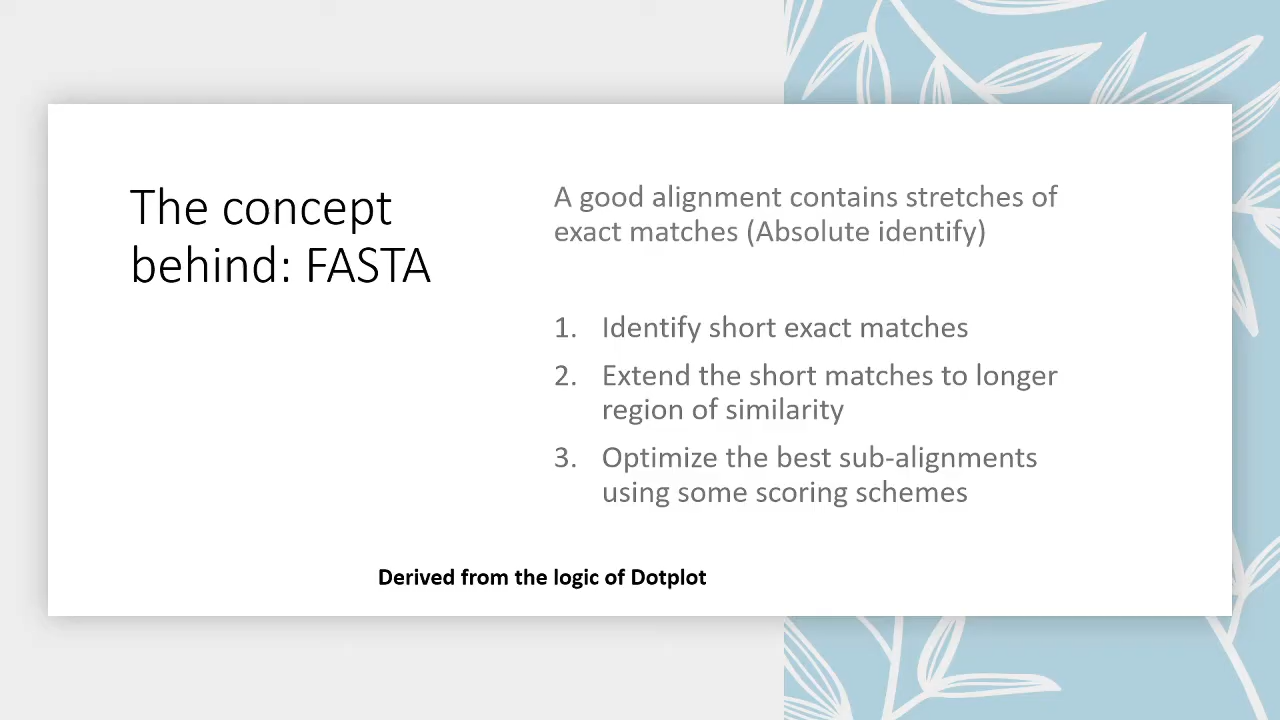 The concept
behind: FASTA
A good alignment contains stretches of
exact matches (Absolute identify)
1. Identify short exact matches
2. Extend the short matches to longer
region of similarity
3. Optimize the best sub-alignments
using some scoring schemes
Derived from the logic of Dotplot